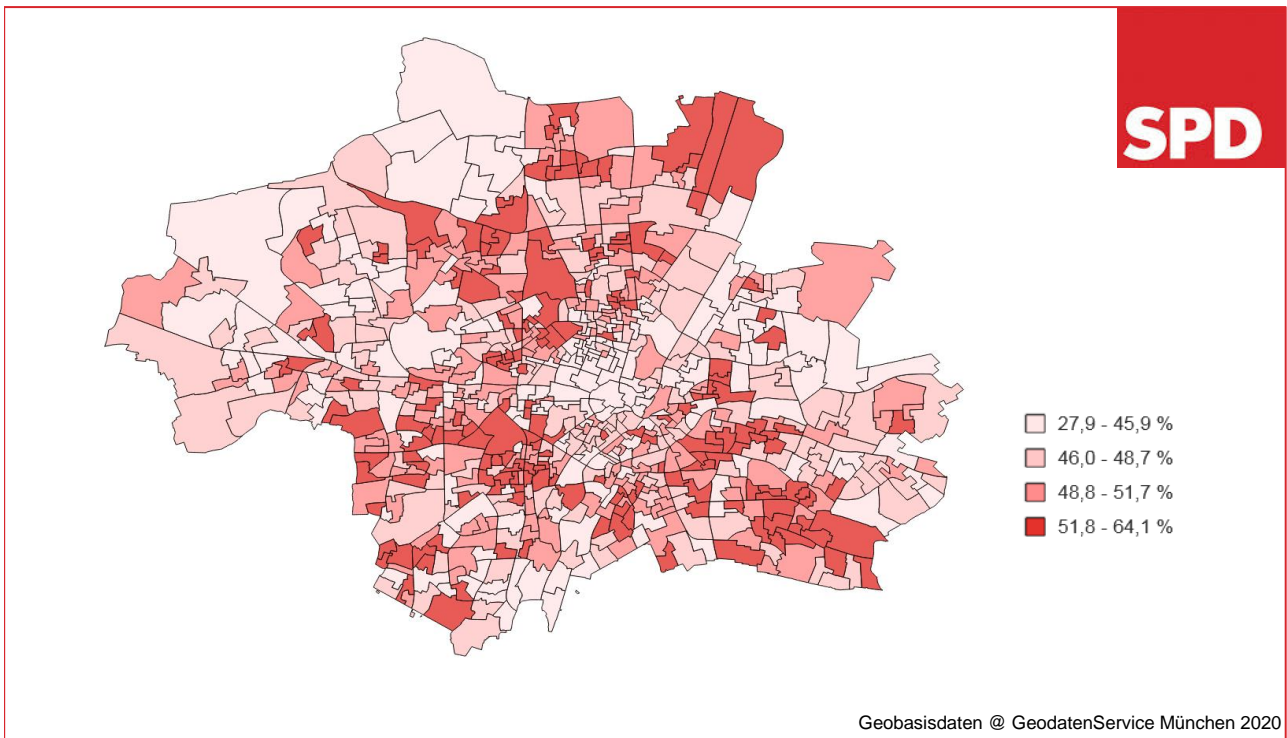 SPD
27,9 - 45,9 %
46,0 - 48,7 %
48,8 - 51,7 %
51,8 - 64,1 %
Geobasisdaten @ GeodatenService München 2020